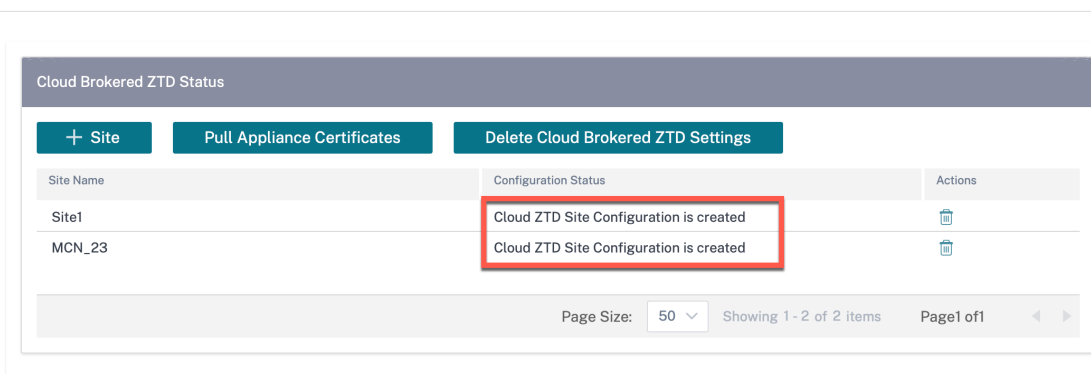 Cloud Brokered ZTD Status
+ Site Pull Appliance Certificates Delete Cloud Brokered ZTD Settings
Site Name Configuration Status Actions
Site1 Cloud ZTD Site Configuration is created
MCN_23 Cloud ZTD Site Configuration is created
Page Size: 50 Showing 1 - 2 of 2 items Page1 of1